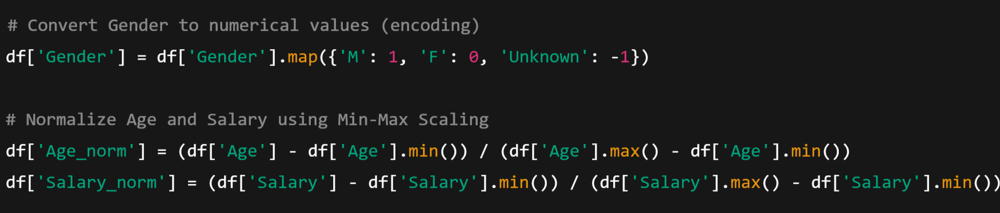 # Convert Gender to numerical values (encoding)
df['Gender'] = df['Gender'].map({'M': 1, 'F': 0, 'Unknown': -1})
# Normalize Age and Salary using Min-Max Scaling
df['Age_norm'] = (df['Age'] - df['Age'].min()) / (df['Age'].max() - df['Age'].min())
df['Salary_norm'] = (df['Salary'] - df['Salary'].min()) / (df['Salary'].max() - df['Salary'].min())